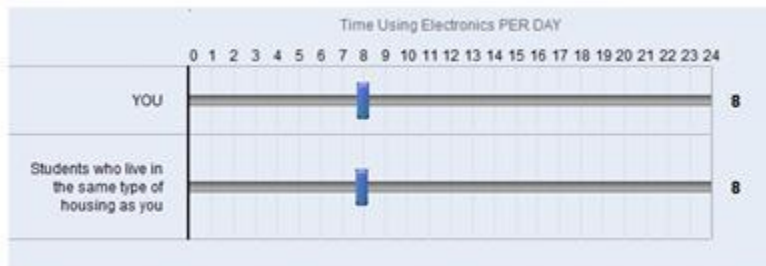 Time Using Electronics PER DAY
0 1 2 3 4 5 6 7 8 9 10 11 12 13 14 15 16 17 18 19 20 21 22 23 24
YOU 8
Students who live in
the same type of 8
housing as you